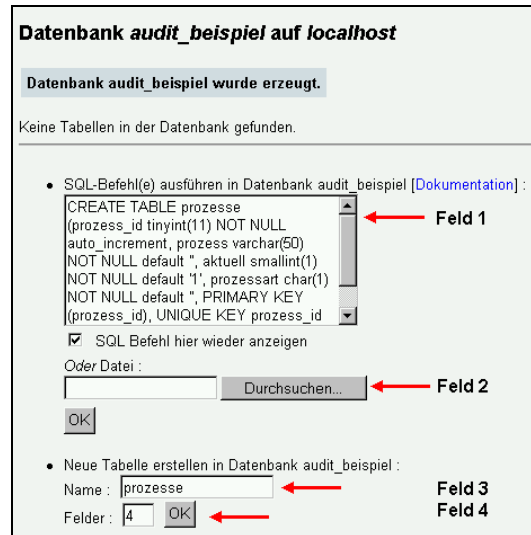 Datenbank audit_beispiel auf localhost
Datenbank audit_beispiel wurde erzeugt.
Keine Tabellen in der Datenbank gefunden.
• SQL-Befehl(e) ausführen in Datenbank audit_beispiel [Dokumentation] :
CREATE TABLE prozesse
(prozess_id tinyint(11) NOT NULL
auto_increment, prozess varchar(50)
NOT NULL default '', aktuell smallint(1)
NOT NULL default '1', prozessart char(1)
NOT NULL default '', PRIMARY KEY
(prozess_id), UNIQUE KEY prozess_id
Feld 1
SQL Befehl hier wieder anzeigen
Oder Datei :
Durchsuchen... Feld 2
OK
• Neue Tabelle erstellen in Datenbank audit_beispiel :
Name : prozesse Feld 3
Felder : 4 OK Feld 4